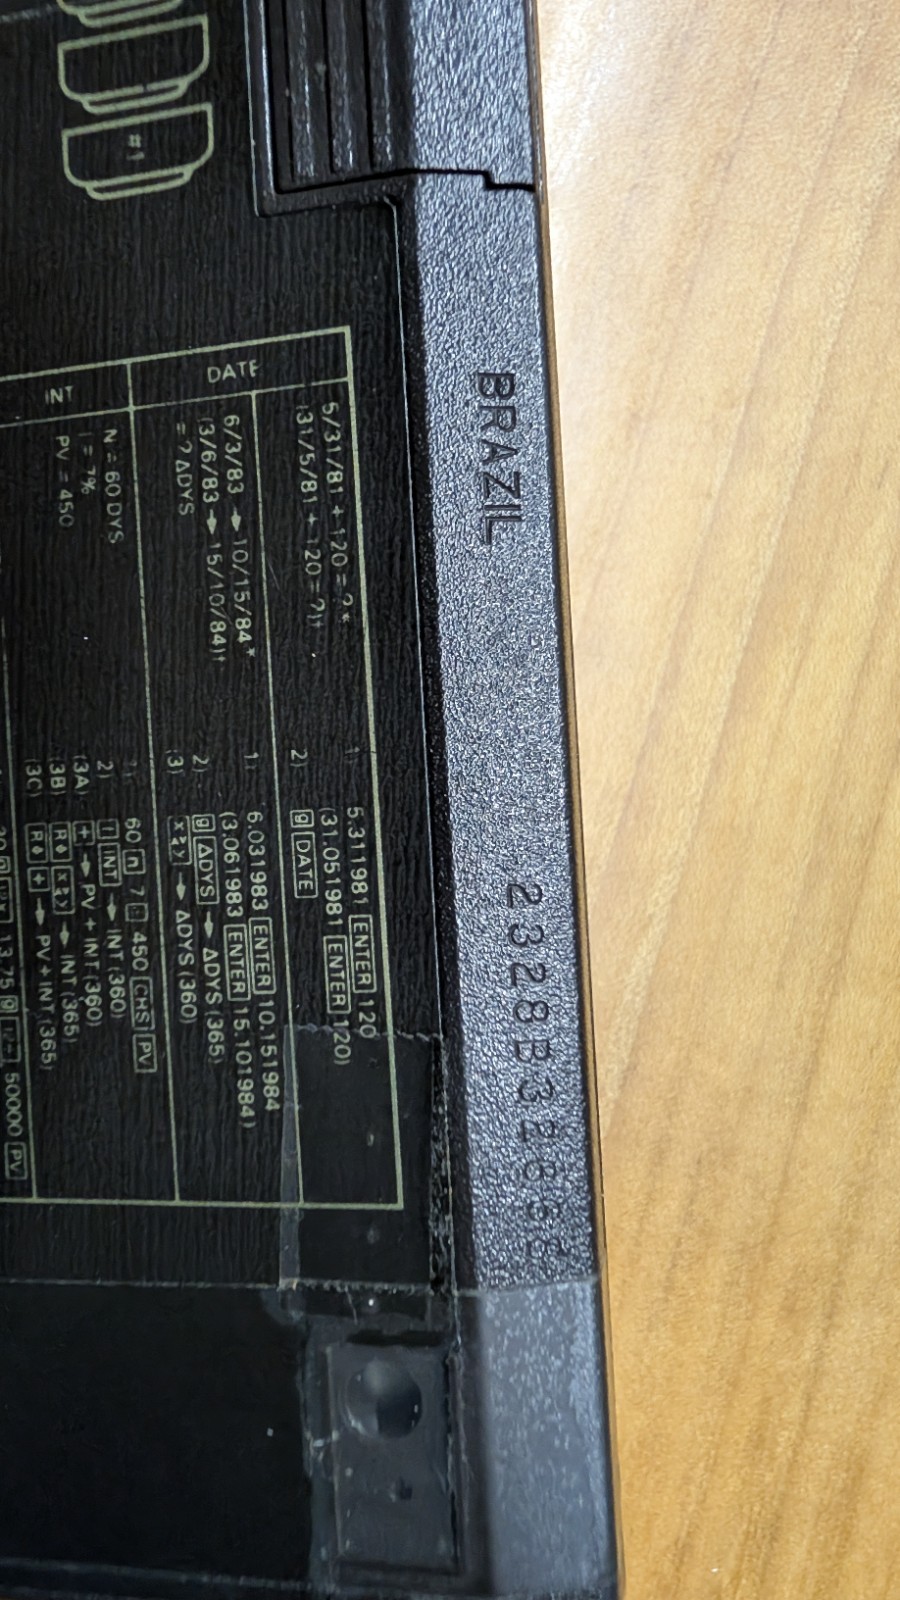 BRAZIL
2328B32868
#1
DATE
5/31/81 + 120 = ?*
(31/5/81 + 120 = ?)†
1) 5.311981 ENTER 120
(31.051981 ENTER 120)
2) g DATE
6/3/83 → 10/15/84*
(3/6/83 → 15/10/84)†
= ? ΔDYS
1) 6.031983 ENTER 10.151984
(3.061983 ENTER 15.101984)
2) g ΔDYS → ΔDYS (365)
(3) x≷y → ΔDYS (360)
INT
N = 60 DYS
i = 7%
PV = 450
1) 60 n 7 i 450 CHS PV
2) f INT → INT (360)
(3A) + → PV + INT (360)
(3B) R↓ x≷y → INT (365)
(3C) R↓ + → PV + INT (365)
13.75 g 12÷ 50000 PV